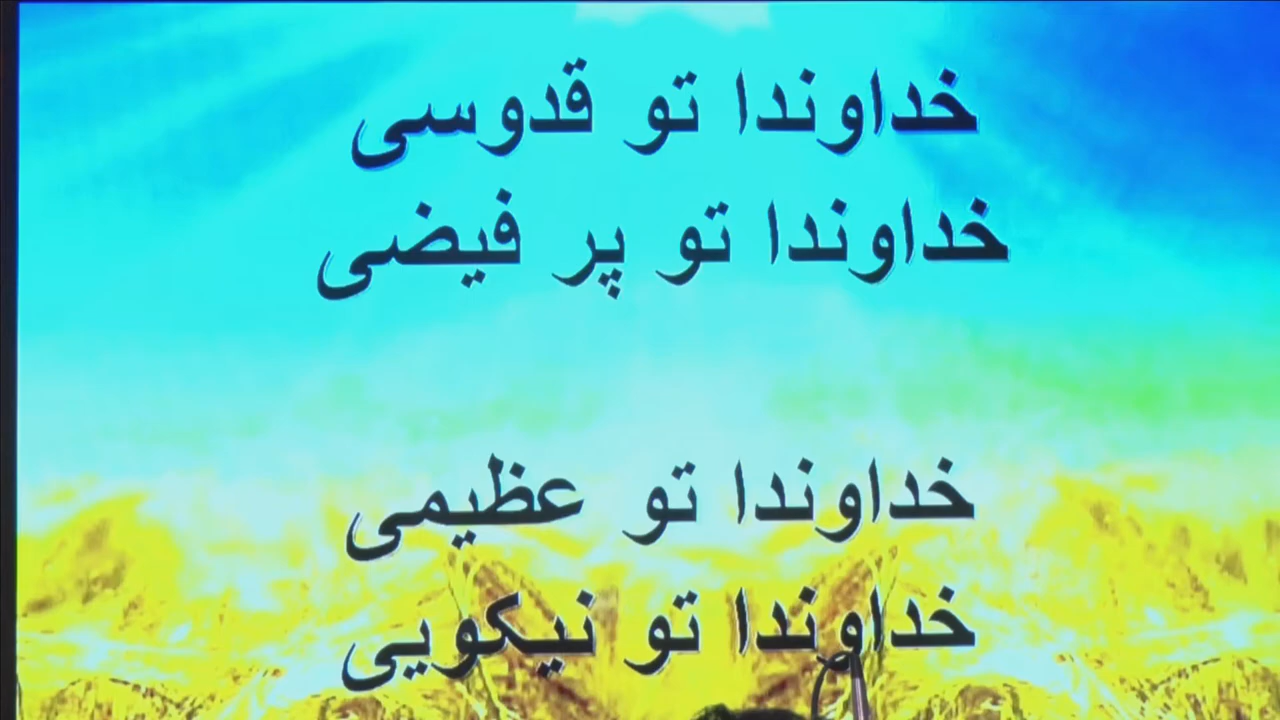 خداوندا تو قدوسی
خداوندا تو پر فیضی
خداوندا تو عظیمی
خداوندا تو نیکویی